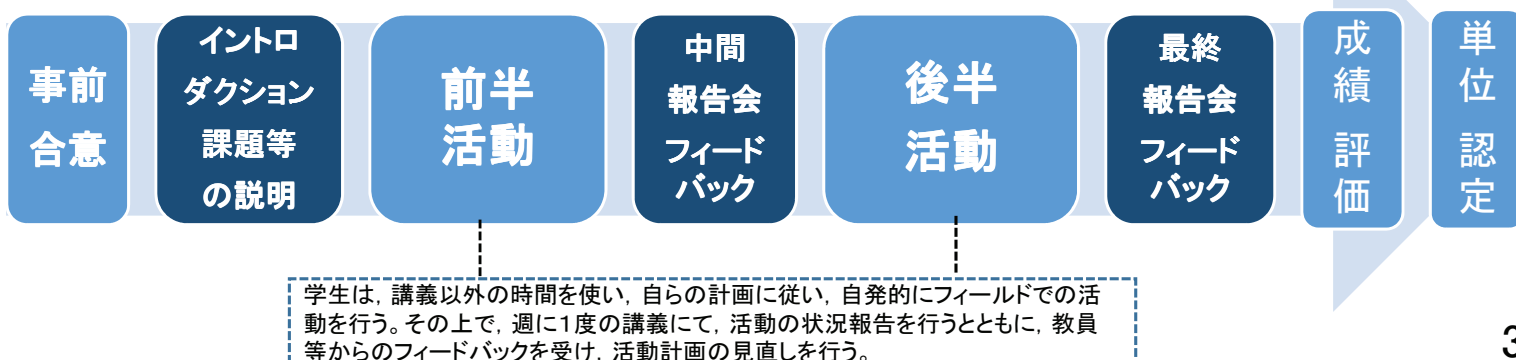 事前
合意
イントロ
ダクション
課題等
の説明
前半
活動
中間
報告会
フィード
バック
後半
活動
最終
報告会
フィード
バック
成績 評価
単位 認定
学生は，講義以外の時間を使い，自らの計画に従い，自発的にフィールドでの活
動を行う。その上で，週に１度の講義にて，活動の状況報告を行うとともに，教員
等からのフィードバックを受け，活動計画の見直しを行う。
3